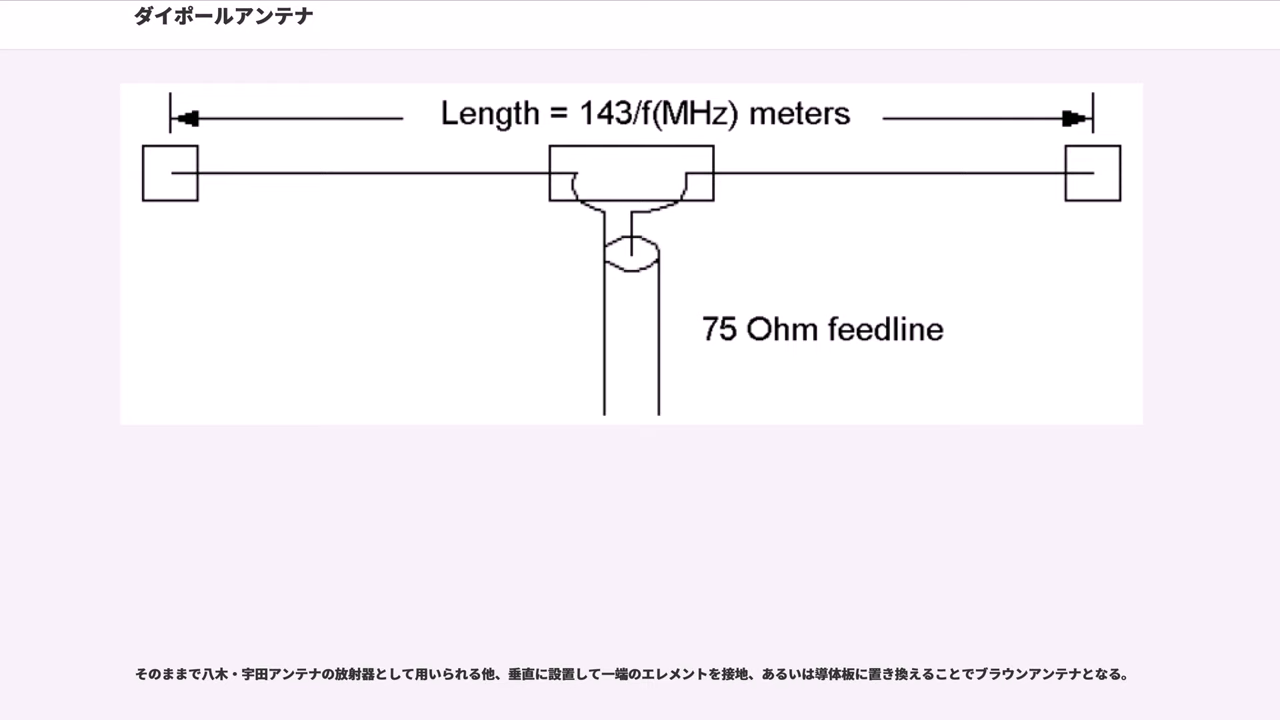 ダイポールアンテナ
Length = 143/f(MHz) meters
75 Ohm feedline
そのままで八木・宇田アンテナの放射器として用いられる他、垂直に設置して一端のエレメントを接地、あるいは導体板に置き換えることでブラウンアンテナとなる。